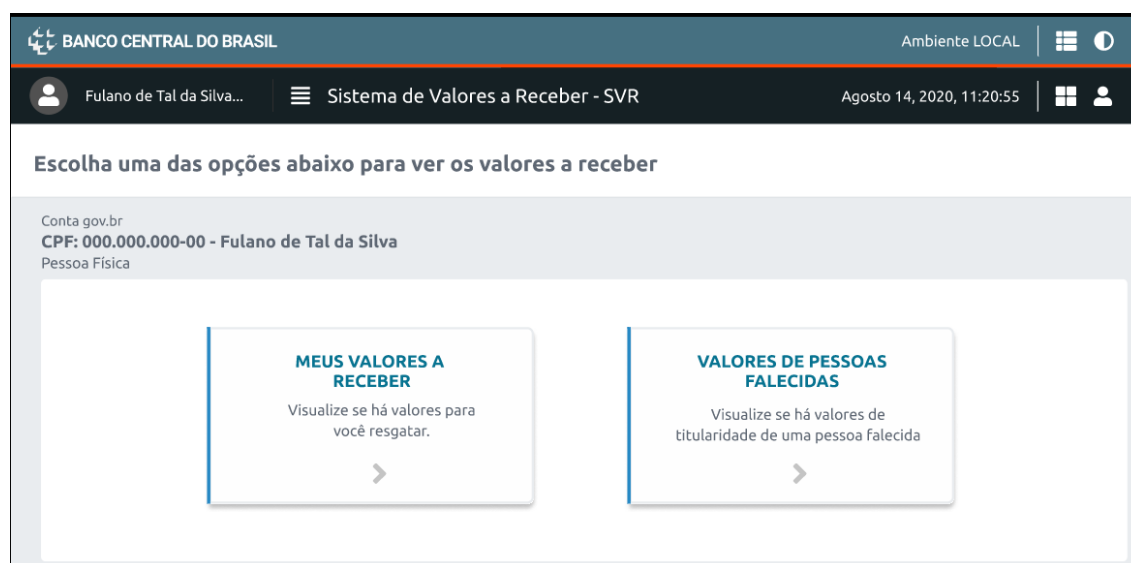 BANCO CENTRAL DO BRASIL
Ambiente LOCAL
Fulano de Tal da Silva...
Sistema de Valores a Receber - SVR
Agosto 14, 2020, 11:20:55
Escolha uma das opções abaixo para ver os valores a receber
Conta gov.br
CPF: 000.000.000-00 - Fulano de Tal da Silva
Pessoa Física
MEUS VALORES A
RECEBER
Visualize se há valores para
você resgatar.
VALORES DE PESSOAS
FALECIDAS
Visualize se há valores de
titularidade de uma pessoa falecida